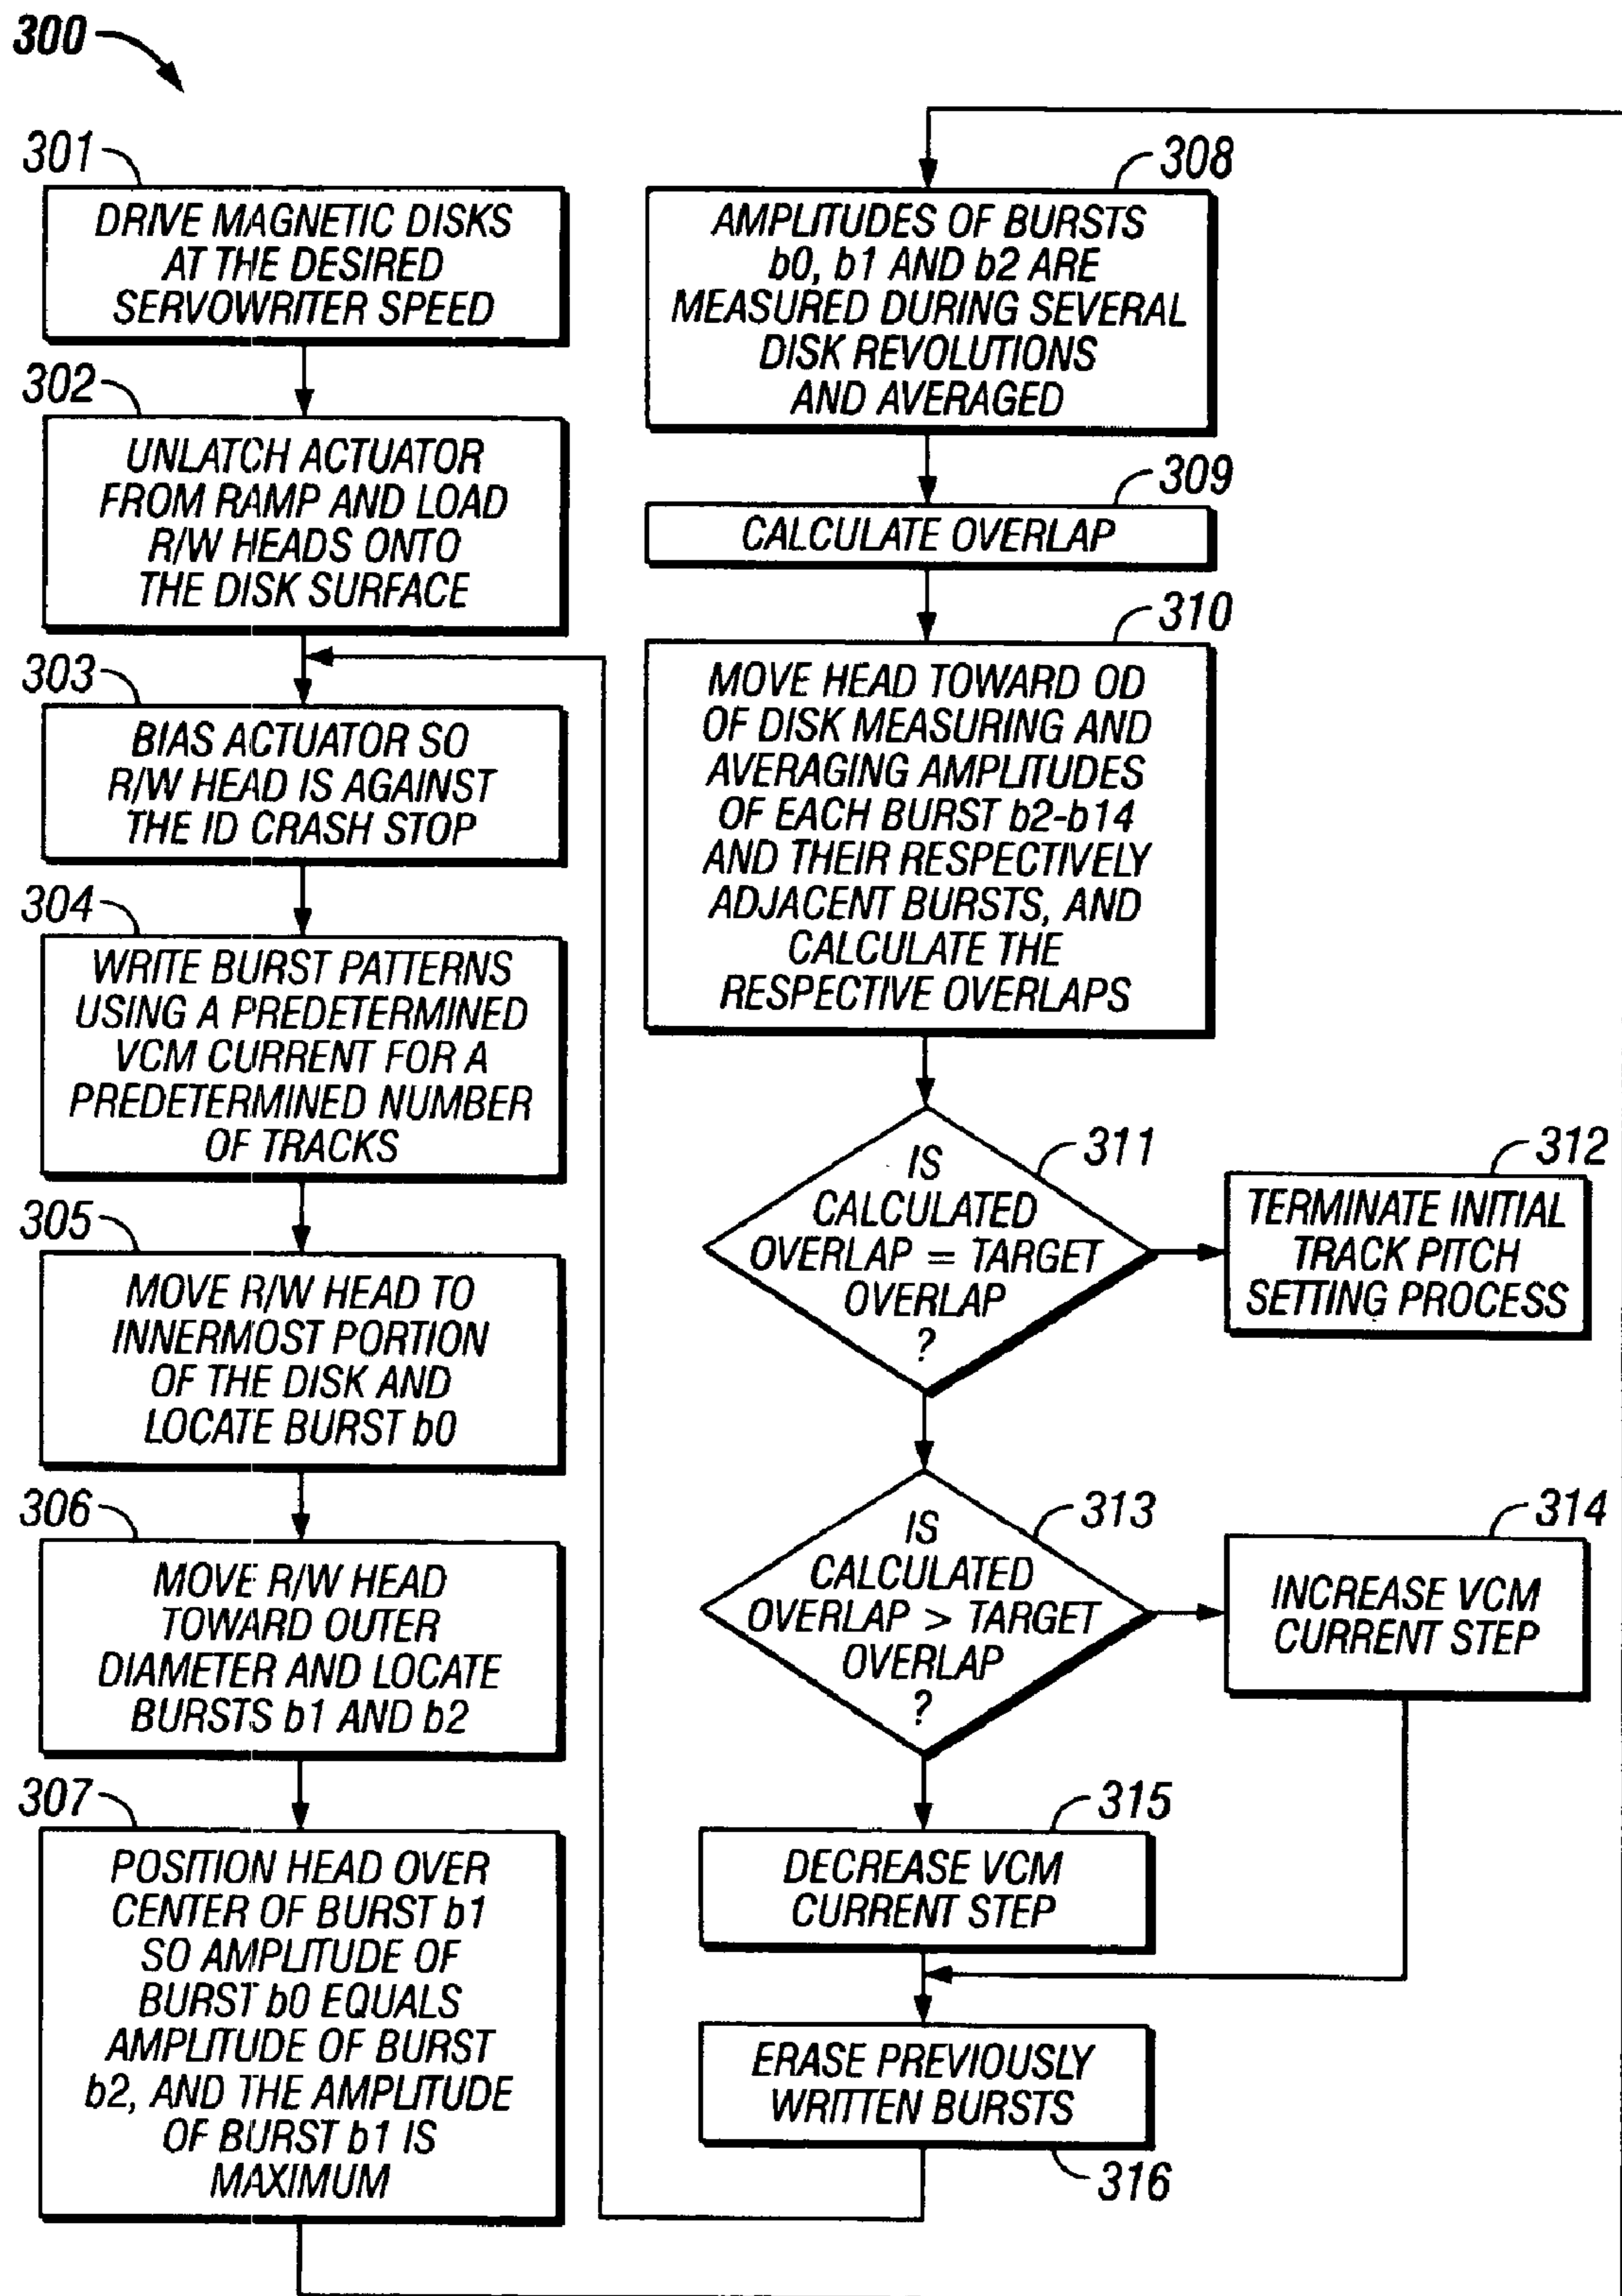 300
301
DRIVE MAGNETIC DISKS
AT THE DESIRED
SERVOWRITER SPEED
302
UNLATCH ACTUATOR
FROM RAMP AND LOAD
R/W HEADS ONTO
THE DISK SURFACE
303
BIAS ACTUATOR SO
R/W HEAD IS AGAINST
THE ID CRASH STOP
304
WRITE BURST PATTERNS
USING A PREDETERMINED
VCM CURRENT FOR A
PREDETERMINED NUMBER
OF TRACKS
305
MOVE R/W HEAD TO
INNERMOST PORTION
OF THE DISK AND
LOCATE BURST b0
306
MOVE R/W HEAD
TOWARD OUTER
DIAMETER AND LOCATE
BURSTS b1 AND b2
307
POSITION HEAD OVER
CENTER OF BURST b1
SO AMPLITUDE OF
BURST b0 EQUALS
AMPLITUDE OF BURST
b2, AND THE AMPLITUDE
OF BURST b1 IS
MAXIMUM
308
AMPLITUDES OF BURSTS
b0, b1 AND b2 ARE
MEASURED DURING SEVERAL
DISK REVOLUTIONS
AND AVERAGED
309
CALCULATE OVERLAP
310
MOVE HEAD TOWARD OD
OF DISK MEASURING AND
AVERAGING AMPLITUDES
OF EACH BURST b2-b14
AND THEIR RESPECTIVELY
ADJACENT BURSTS, AND
CALCULATE THE
RESPECTIVE OVERLAPS
311
IS
CALCULATED
OVERLAP = TARGET
OVERLAP
?
312
TERMINATE INITIAL
TRACK PITCH
SETTING PROCESS
313
IS
CALCULATED
OVERLAP > TARGET
OVERLAP
?
314
INCREASE VCM
CURRENT STEP
315
DECREASE VCM
CURRENT STEP
ERASE PREVIOUSLY
WRITTEN BURSTS
316